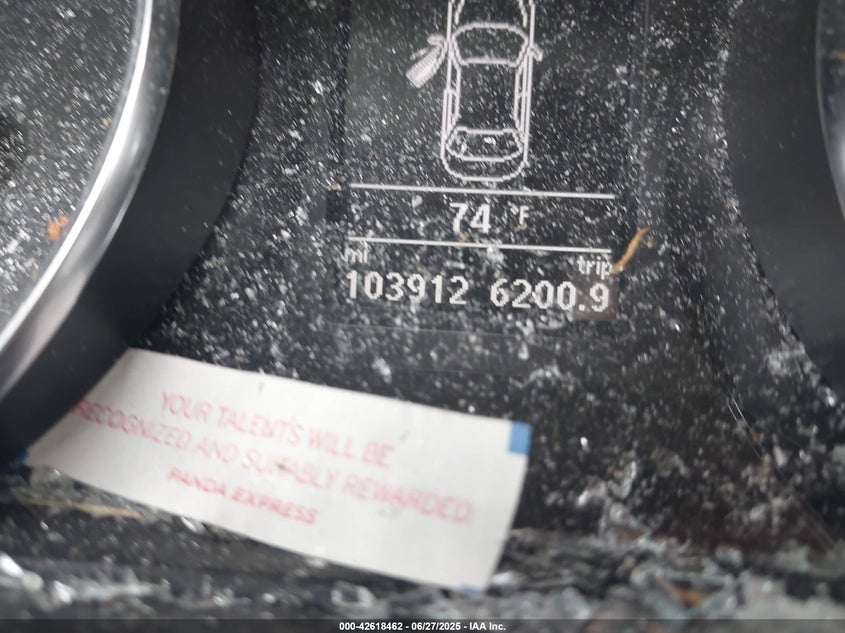 74 °F
mi trip
103912 6200.9
YOUR TALENTS WILL BE
RECOGNIZED AND SUITABLY REWARDED.
PANDA EXPRESS
000-42618462 - 06/27/2025 - IAA Inc.